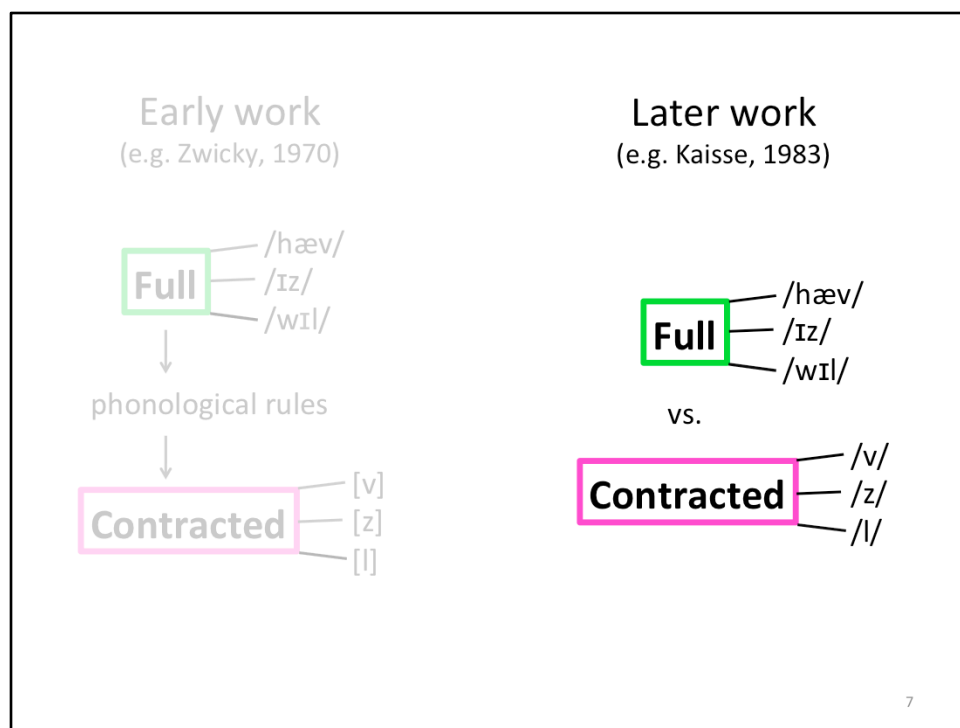 Early work
(e.g. Zwicky, 1970)
Full
/hæv/
/ɪz/
/wɪl/
phonological rules
Contracted
[v]
[z]
[l]
Later work
(e.g. Kaisse, 1983)
Full
/hæv/
/ɪz/
/wɪl/
vs.
Contracted
/v/
/z/
/l/
7